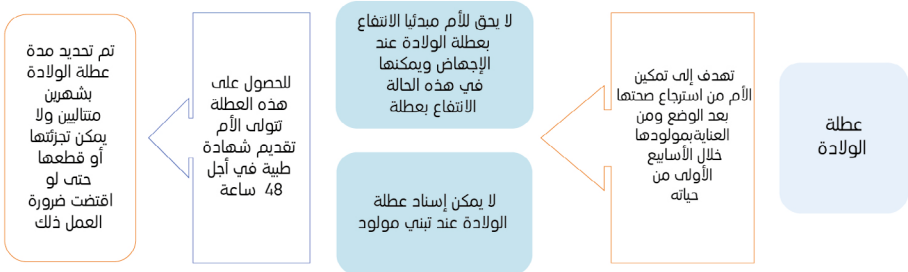 عطلة
الولادة
تهدف إلى تمكين
الأم من استرجاع صحتها
بعد الوضع ومن
العنايةبمولودها
خلال الأسابيع
الأولى من
حياته
لا يحق للأم مبدئيا الانتفاع
بعطلة الولادة عند
الإجهاض ويمكنها
في هذه الحالة
الانتفاع بعطلة
لا يمكن إسناد عطلة
الولادة عند تبني مولود
للحصول على
هذه العطلة
تتولى الأم
تقديم شهادة
طبية في أجل
48 ساعة
تم تحديد مدة
عطلة الولادة
بشهرين
متتاليين ولا
يمكن تجزئتها
أو قطعها
حتى لو
اقتضت ضرورة
العمل ذلك